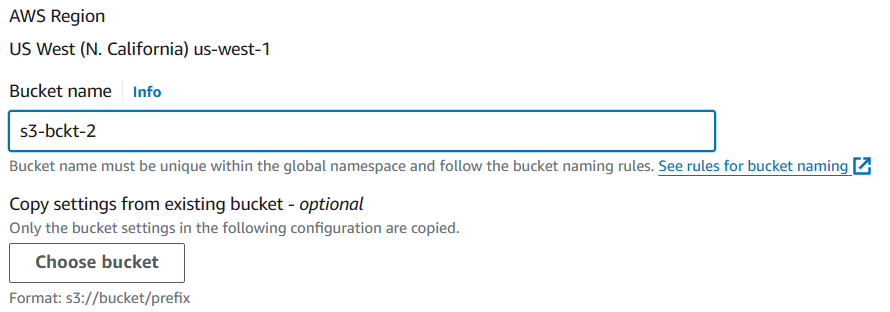 AWS Region
US West (N. California) us-west-1
Bucket name Info
s3-bckt-2
Bucket name must be unique within the global namespace and follow the bucket naming rules. See rules for bucket naming
Copy settings from existing bucket - optional
Only the bucket settings in the following configuration are copied.
Choose bucket
Format: s3://bucket/prefix